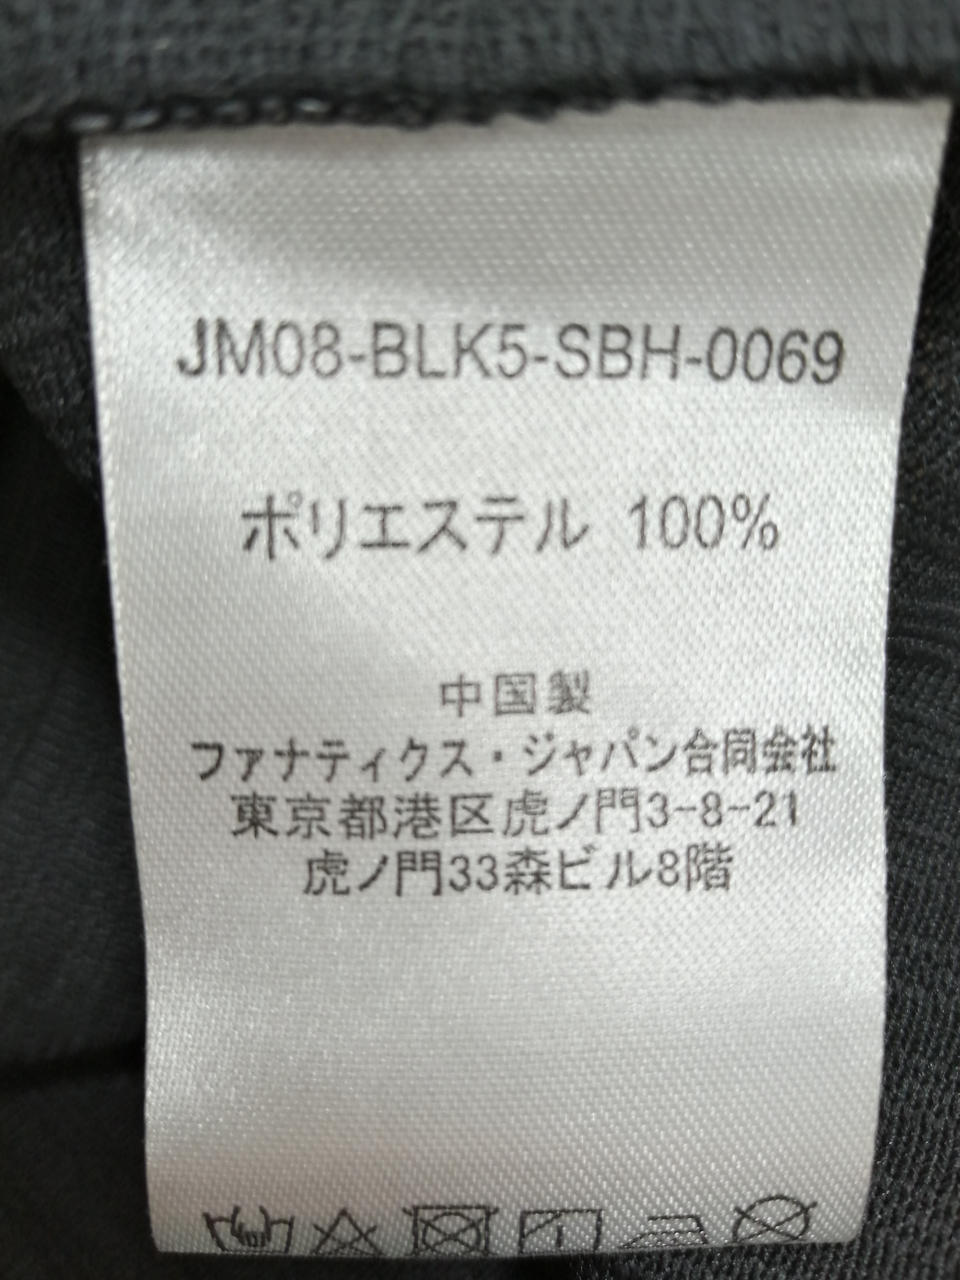 JM08-BLK5-SBH-0069
ポリエステル 100%
中国製
ファナティクス・ジャパン合同会社
東京都港区虎ノ門3-8-21
虎ノ門33森ビル8階